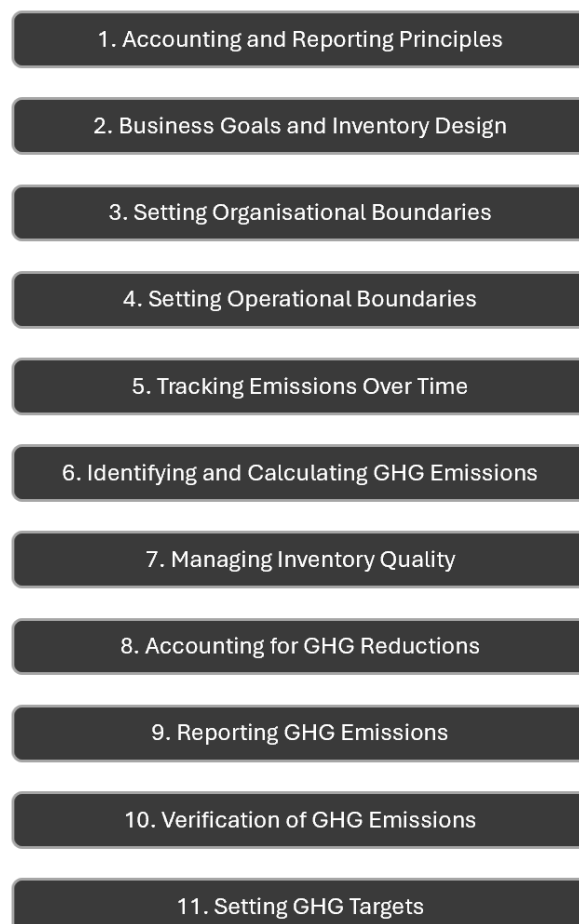 1. Accounting and Reporting Principles
2. Business Goals and Inventory Design
3. Setting Organisational Boundaries
4. Setting Operational Boundaries
5. Tracking Emissions Over Time
6. Identifying and Calculating GHG Emissions
7. Managing Inventory Quality
8. Accounting for GHG Reductions
9. Reporting GHG Emissions
10. Verification of GHG Emissions
11. Setting GHG Targets